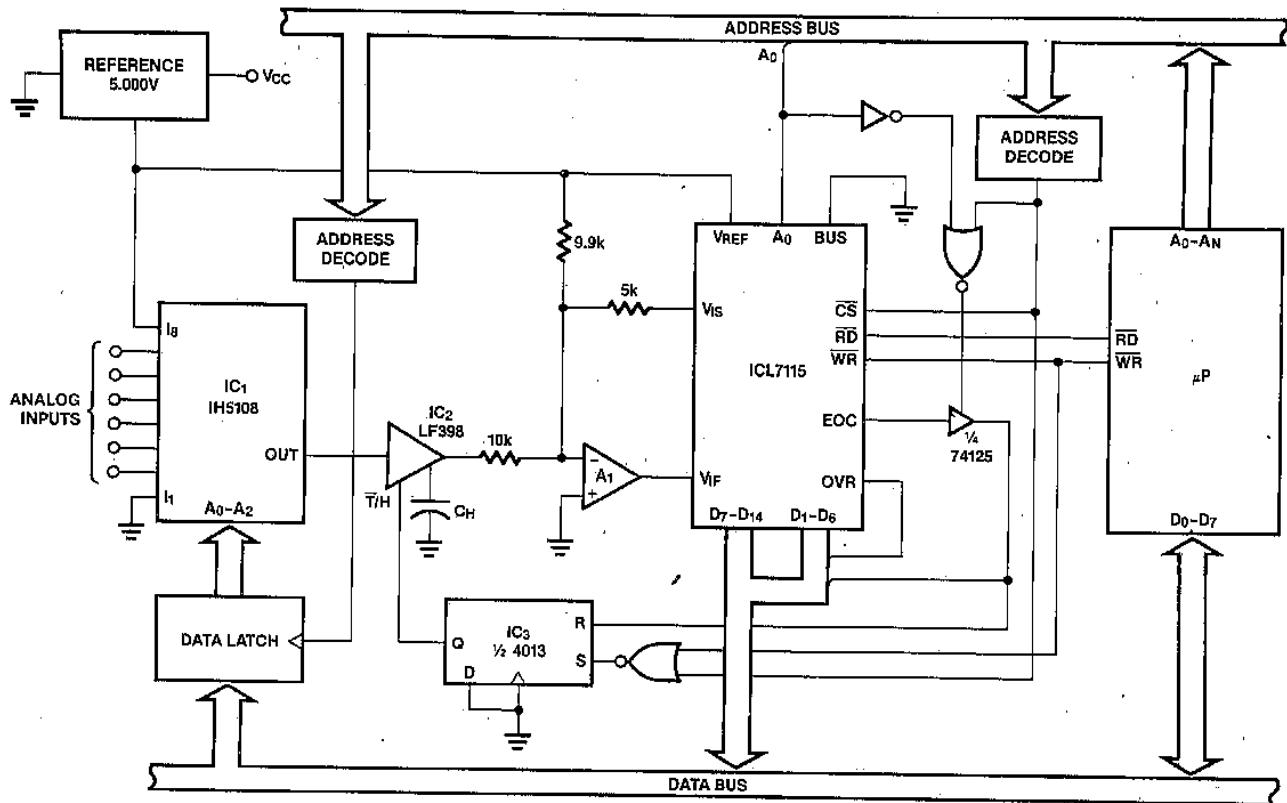 ADDRESS BUS
A0
REFERENCE
5.000V
VCC
ADDRESS
DECODE
ADDRESS
DECODE
9.9k
5k
VREF
A0
BUS
A0–AN
VIS
CS
RD
WR
RD
WR
ICL7115
μP
I8
IC1
IH5108
ANALOG
INPUTS
OUT
I1
A0–A2
IC2
LF398
10k
T/H
CH
A1
–
+
VIF
EOC
¼
74125
OVR
D7–D14
D1–D6
D0–D7
DATA LATCH
IC3
½ 4013
Q
D
R
S
DATA BUS